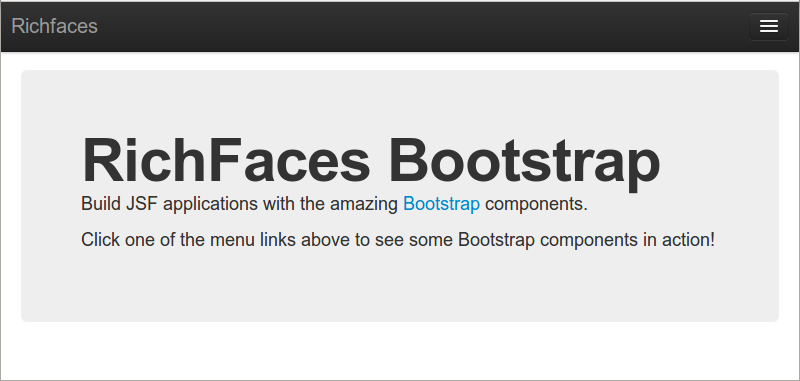 Richfaces
RichFaces Bootstrap
Build JSF applications with the amazing Bootstrap components.
Click one of the menu links above to see some Bootstrap components in action!